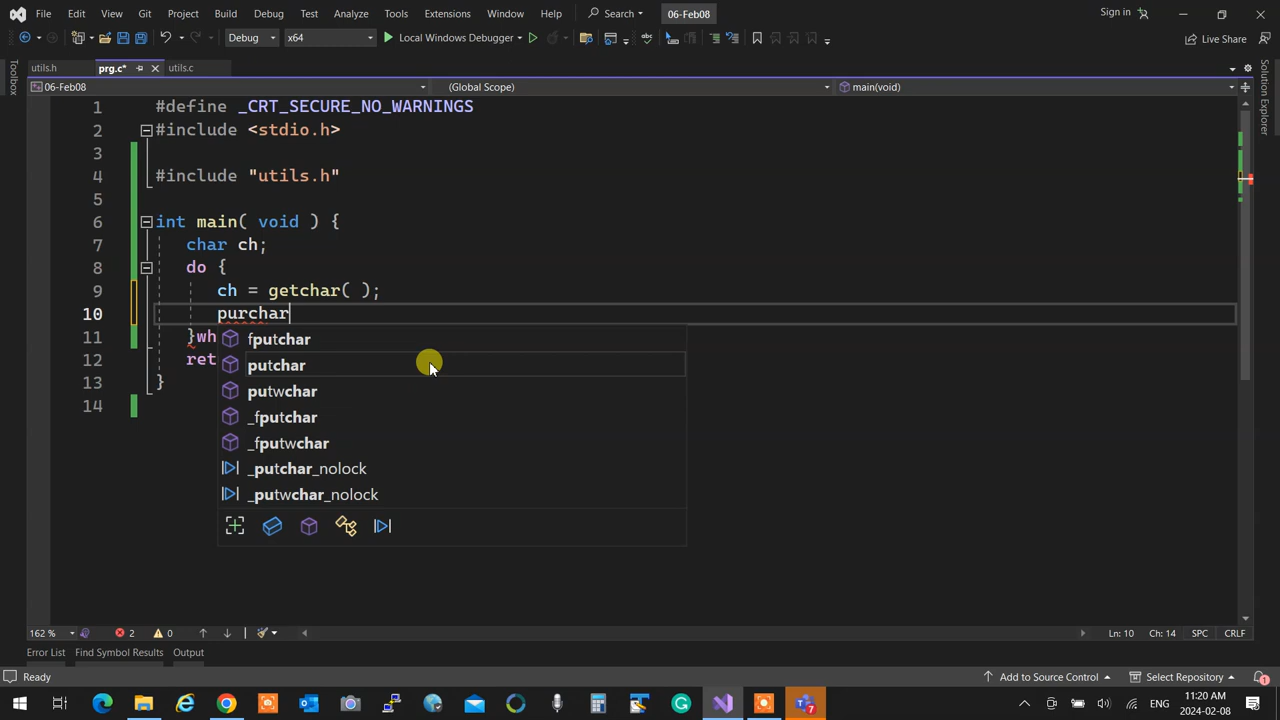 File Edit View Git Project Build Debug Test Analyze Tools Extensions Window Help Search 06-Feb08 Sign in
Debug x64 Local Windows Debugger Live Share
Toolbox
utils.h prg.c* utils.c
06-Feb08 (Global Scope) main(void)
Solution Explorer
1 #define _CRT_SECURE_NO_WARNINGS
2 #include <stdio.h>
3
4 #include "utils.h"
5
6 int main( void ) {
7 char ch;
8 do {
9 ch = getchar( );
10 purchar
11 }wh
12 ret
13 }
14
fputchar
putchar
putwchar
_fputchar
_fputwchar
_putchar_nolock
_putwchar_nolock
162 % 2 0 Ln: 10 Ch: 14 SPC CRLF
Error List Find Symbol Results Output
Ready Add to Source Control Select Repository 1
7 ENG 11:20 AM
2024-02-08